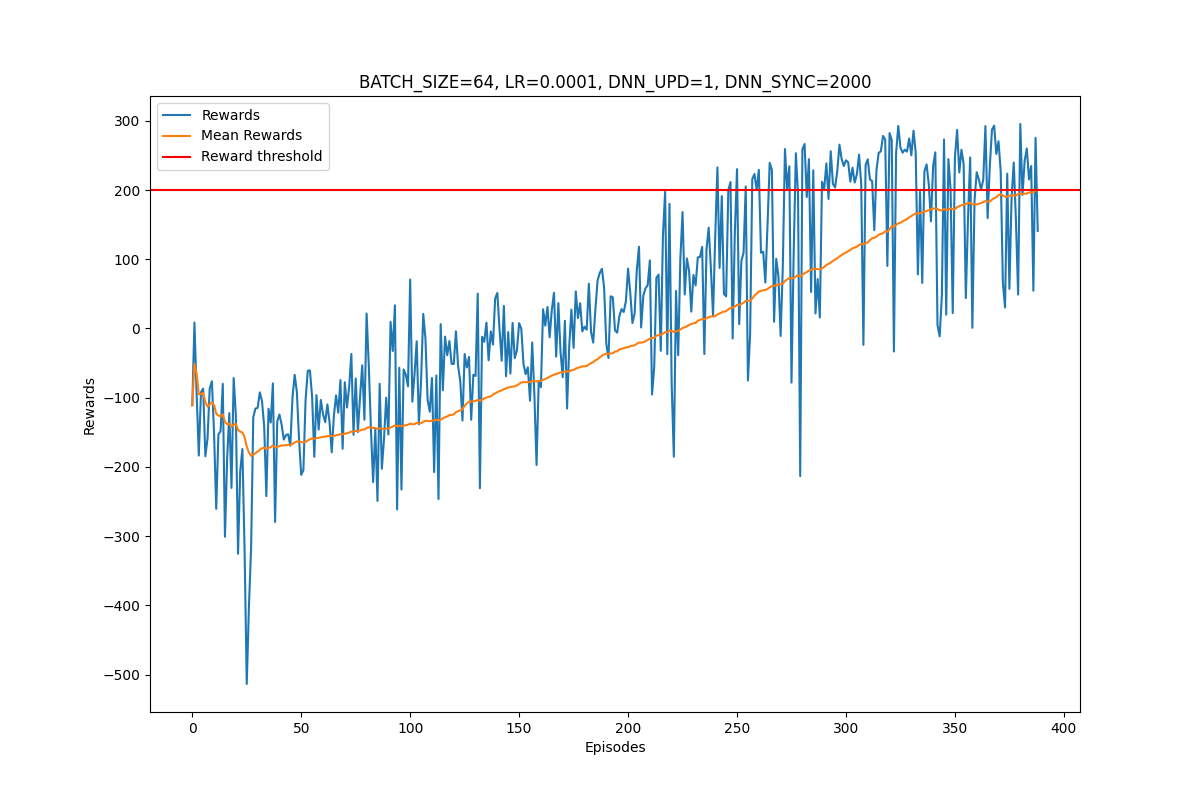 BATCH_SIZE=64, LR=0.0001, DNN_UPD=1, DNN_SYNC=2000
Rewards
Mean Rewards
Reward threshold
300
200
100
0
−100
−200
−300
−400
−500
Rewards
0 50 100 150 200 250 300 350 400
Episodes